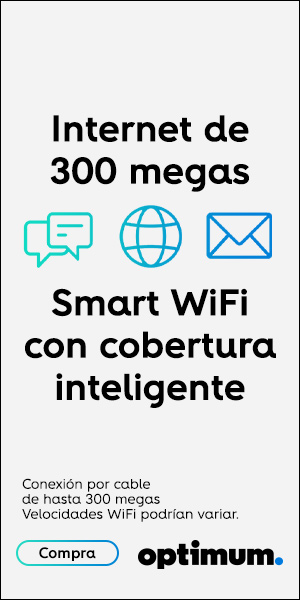 Internet de
300 megas
Smart WiFi
con cobertura
inteligente
Conexión por cable
de hasta 300 megas
Velocidades WiFi podrían variar.
Compra
optimum.